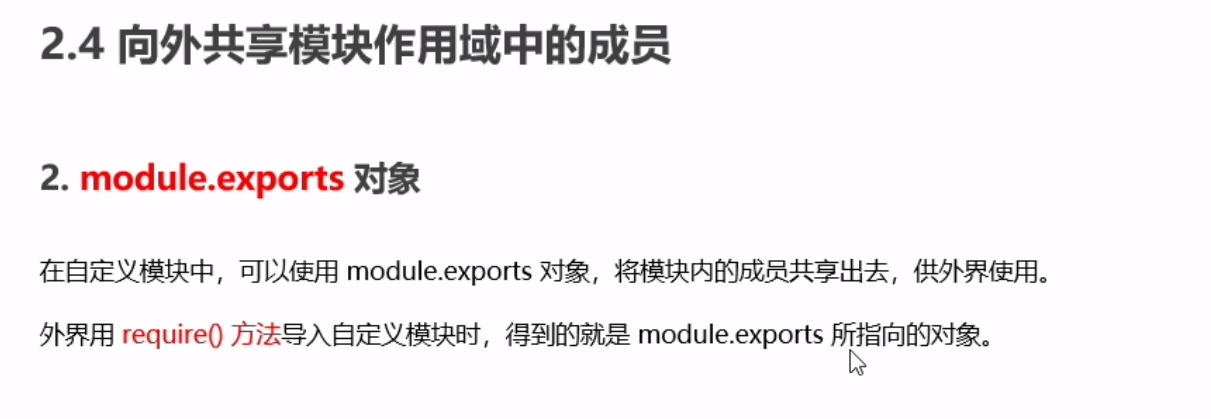 2.4 向外共享模块作用域中的成员
2. module.exports 对象
在自定义模块中，可以使用 module.exports 对象，将模块内的成员共享出去，供外界使用。
外界用 require() 方法导入自定义模块时，得到的就是 module.exports 所指向的对象。